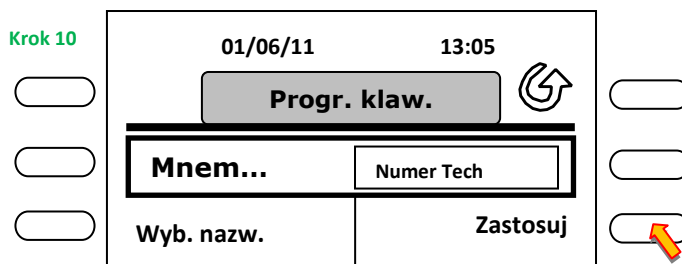 Krok 10
01/06/11 13:05
Progr. klaw.
Mnem... Numer Tech
Wyb. nazw. Zastosuj